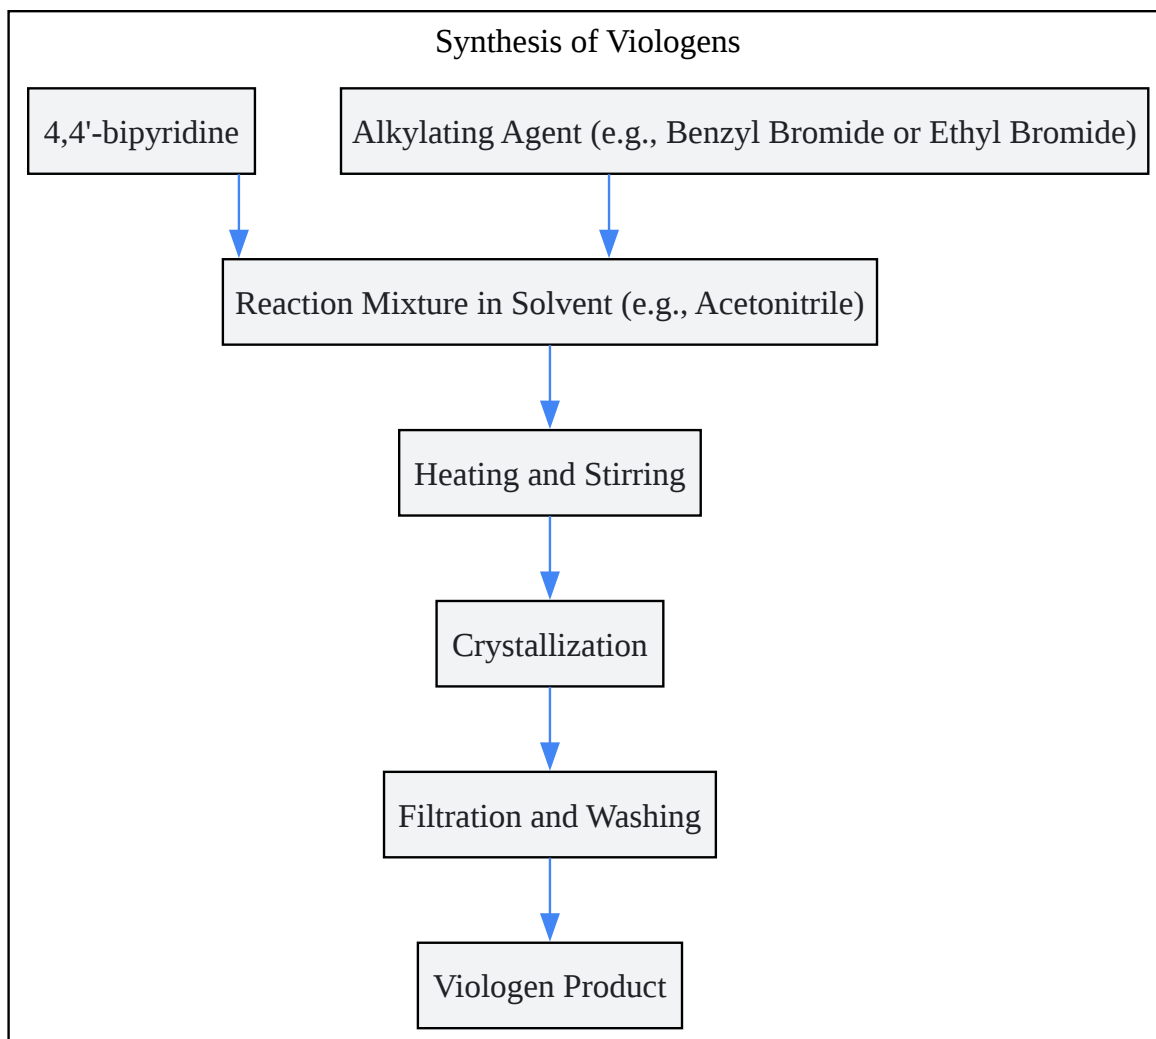 Synthesis of Viologens
4,4'-bipyridine
Alkylating Agent (e.g., Benzyl Bromide or Ethyl Bromide)
Reaction Mixture in Solvent (e.g., Acetonitrile)
Heating and Stirring
Crystallization
Filtration and Washing
Viologen Product